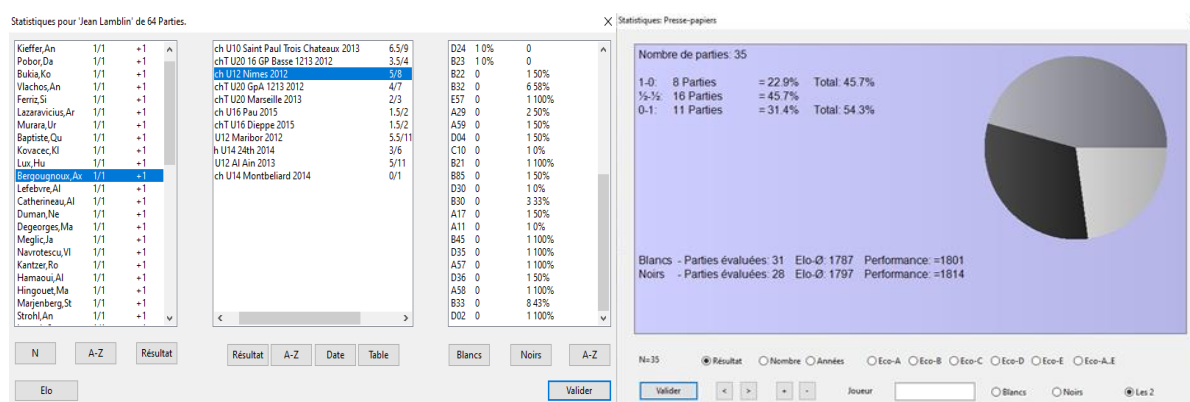 Statistiques pour 'Jean Lamblin' de 64 Parties.
Kieffer,An 1/1 +1
Pobor,Da 1/1 +1
Bukia,Ko 1/1 +1
Vlachos,An 1/1 +1
Ferriz,Si 1/1 +1
Lazaravicius,Ar 1/1 +1
Murara,Ur 1/1 +1
Baptiste,Qu 1/1 +1
Kovacec,Kl 1/1 +1
Lux,Hu 1/1 +1
Bergougnoux,Ax 1/1 +1
Lefebvre,Al 1/1 +1
Catherineau,Al 1/1 +1
Duman,Ne 1/1 +1
Degeorges,Ma 1/1 +1
Meglic,Ja 1/1 +1
Navrotescu,Vl 1/1 +1
Kantzer,Ro 1/1 +1
Hamaoui,Al 1/1 +1
Hingouet,Ma 1/1 +1
Marjenberg,St 1/1 +1
Strohl,An 1/1 +1
N A-Z Résultat
Elo
ch U10 Saint Paul Trois Chateaux 2013 6.5/9
chT U20 16 GP Basse 1213 2012 3.5/4
ch U12 Nimes 2012 5/8
chT U20 GpA 1213 2012 4/7
chT U20 Marseille 2013 2/3
ch U16 Pau 2015 1.5/2
chT U16 Dieppe 2015 1.5/2
U12 Maribor 2012 5.5/11
h U14 24th 2014 3/6
U12 Al Ain 2013 5/11
ch U14 Montbeliard 2014 0/1
Résultat A-Z Date Table
D24 1 0% 0
B23 1 0% 0
B22 0 1 50%
B32 0 6 58%
E57 0 1 100%
A29 0 2 50%
A59 0 1 50%
D04 0 1 50%
C10 0 1 0%
B21 0 1 100%
B85 0 1 50%
D30 0 1 0%
B30 0 3 33%
A17 0 1 50%
A11 0 1 0%
B45 0 1 100%
D35 0 1 100%
A57 0 1 100%
D36 0 1 50%
A58 0 1 100%
B33 0 8 43%
D02 0 1 100%
Blancs Noirs A-Z
Valider
Statistiques: Presse-papiers
Nombre de parties: 35
1-0: 8 Parties = 22.9% Total: 45.7%
½-½: 16 Parties = 45.7%
0-1: 11 Parties = 31.4% Total: 54.3%
Blancs - Parties évaluées: 31 Elo-Ø: 1787 Performance: =1801
Noirs - Parties évaluées: 28 Elo-Ø: 1797 Performance: =1814
N=35 Résultat Nombre Années Eco-A Eco-B Eco-C Eco-D Eco-E Eco-A..E
Valider < > + - Joueur Blancs Noirs Les 2